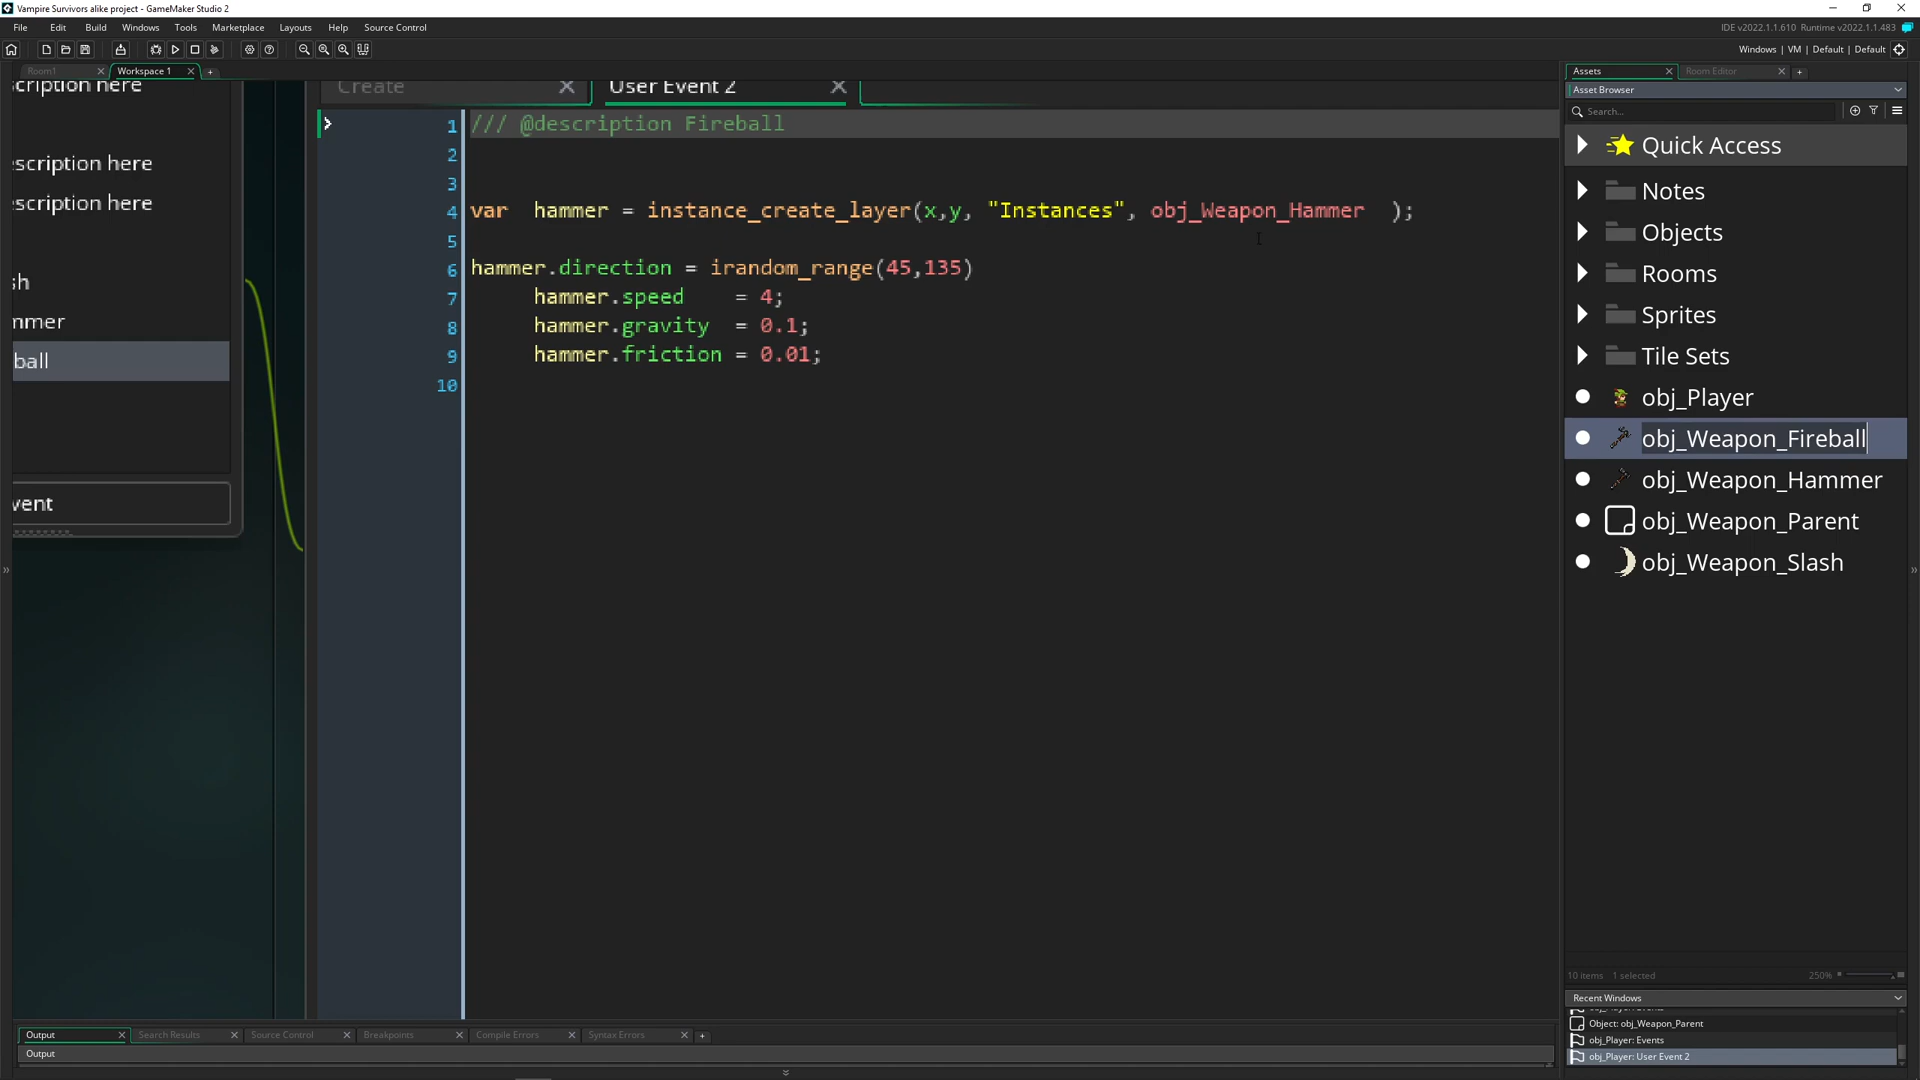 Vampire Survivors alike project - GameMaker Studio 2
File Edit Build Windows Tools Marketplace Layouts Help Source Control
IDE v2022.1.1.610 Runtime v2022.1.1.483
Windows | VM | Default | Default
Room1 Workspace 1
Assets Room Editor
Asset Browser
Search...
Quick Access
Notes
Objects
Rooms
Sprites
Tile Sets
obj_Player
obj_Weapon_Fireball
obj_Weapon_Hammer
obj_Weapon_Parent
obj_Weapon_Slash
10 items 1 selected 250%
Recent Windows
Object: obj_Weapon_Parent
obj_Player: Events
obj_Player: User Event 2
cription here
scription here
scription here
sh
mmer
ball
vent
Create User Event 2
1 /// @description Fireball
2
3
4 var hammer = instance_create_layer(x,y, "Instances", obj_Weapon_Hammer );
5
6 hammer.direction = irandom_range(45,135)
7 hammer.speed = 4;
8 hammer.gravity = 0.1;
9 hammer.friction = 0.01;
10
Output Search Results Source Control Breakpoints Compile Errors Syntax Errors
Output